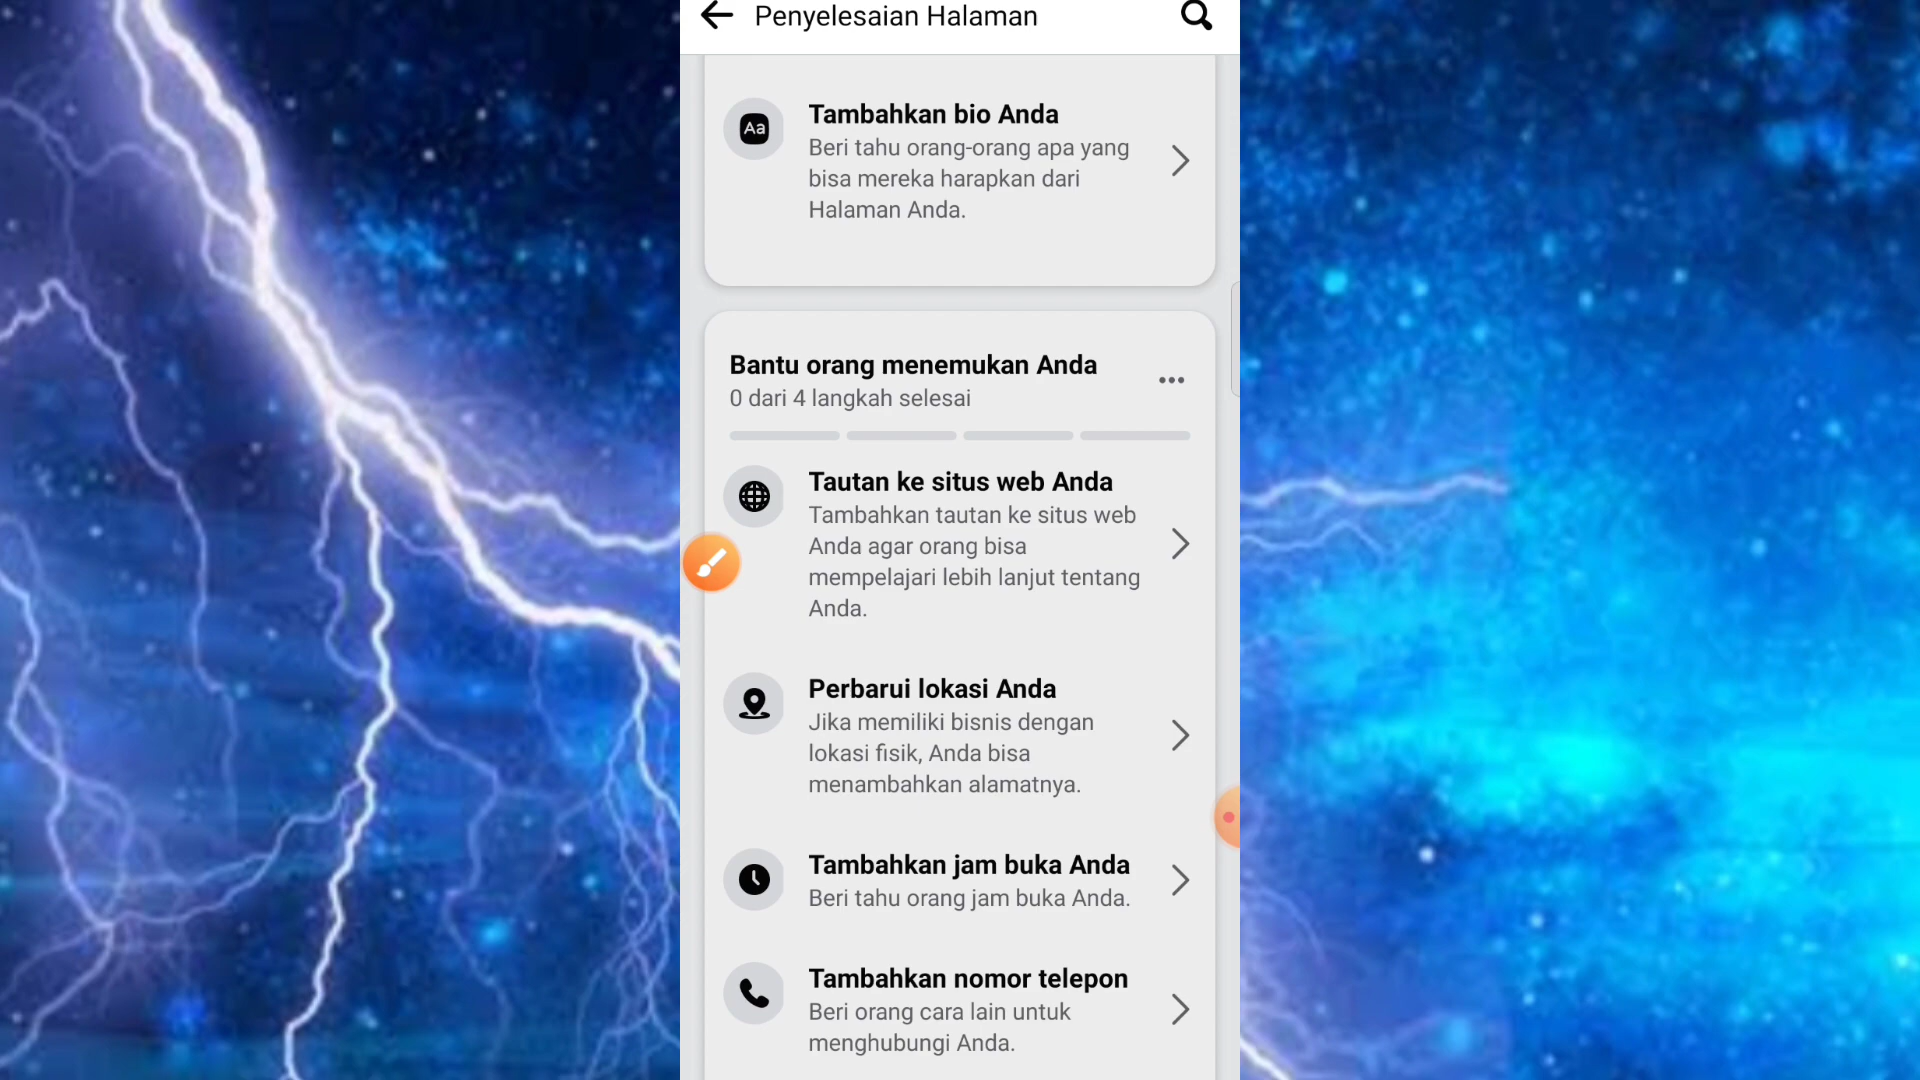 Penyelesaian Halaman
Aa
Tambahkan bio Anda
Beri tahu orang-orang apa yang
bisa mereka harapkan dari
Halaman Anda.
Bantu orang menemukan Anda
0 dari 4 langkah selesai
Tautan ke situs web Anda
Tambahkan tautan ke situs web
Anda agar orang bisa
mempelajari lebih lanjut tentang
Anda.
Perbarui lokasi Anda
Jika memiliki bisnis dengan
lokasi fisik, Anda bisa
menambahkan alamatnya.
Tambahkan jam buka Anda
Beri tahu orang jam buka Anda.
Tambahkan nomor telepon
Beri orang cara lain untuk
menghubungi Anda.